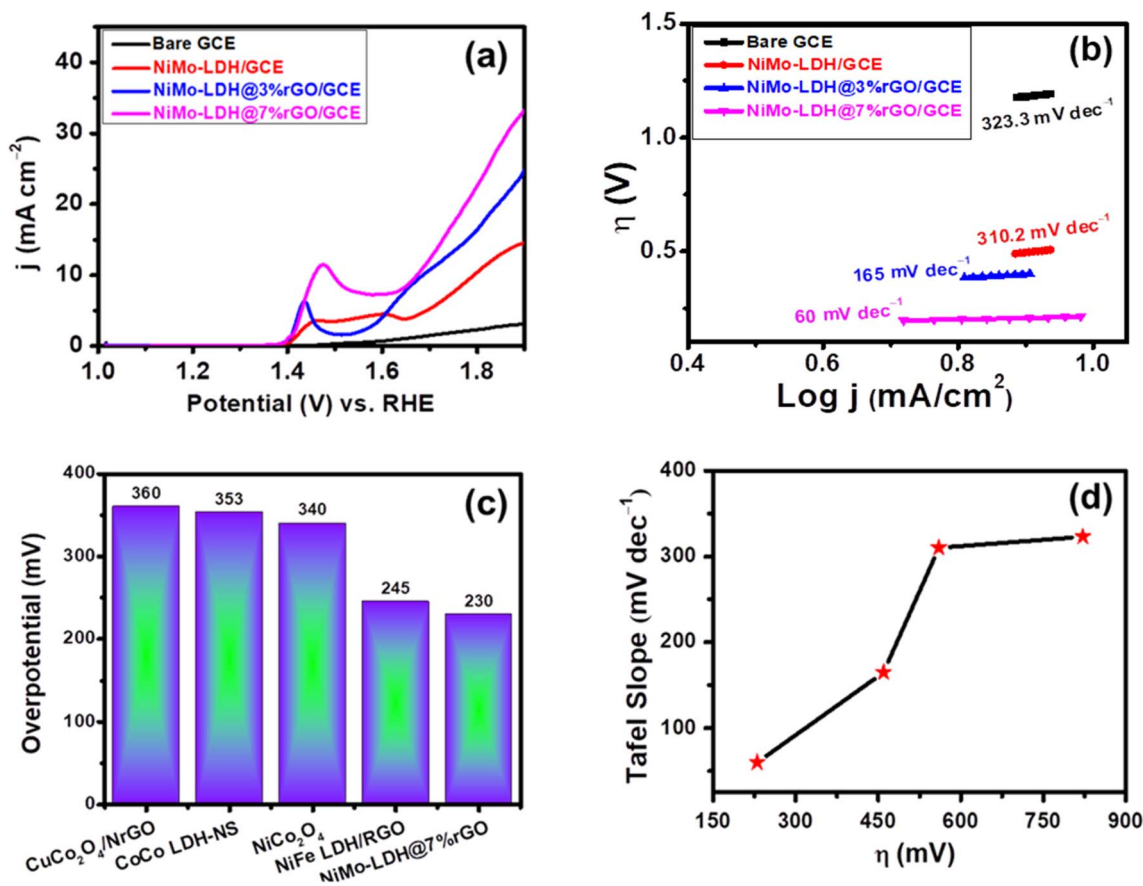 (a)
Bare GCE
NiMo-LDH/GCE
NiMo-LDH@3%rGO/GCE
NiMo-LDH@7%rGO/GCE
j (mA cm⁻²)
40
30
20
10
0
1.0 1.2 1.4 1.6 1.8
Potential (V) vs. RHE
(b)
Bare GCE
NiMo-LDH/GCE
NiMo-LDH@3%rGO/GCE
NiMo-LDH@7%rGO/GCE
η (V)
1.5
1.0
0.5
323.3 mV dec⁻¹
310.2 mV dec⁻¹
165 mV dec⁻¹
60 mV dec⁻¹
0.4 0.6 0.8 1.0
Log j (mA/cm²)
(c)
Overpotential (mV)
400
300
200
100
0
360 353 340 245 230
CuCo₂O₄/NrGO
CoCo LDH-NS
NiCo₂O₄
NiFe LDH/RGO
NiMo-LDH@7%rGO
(d)
Tafel Slope (mV dec⁻¹)
400
300
200
100
150 300 450 600 750 900
η (mV)